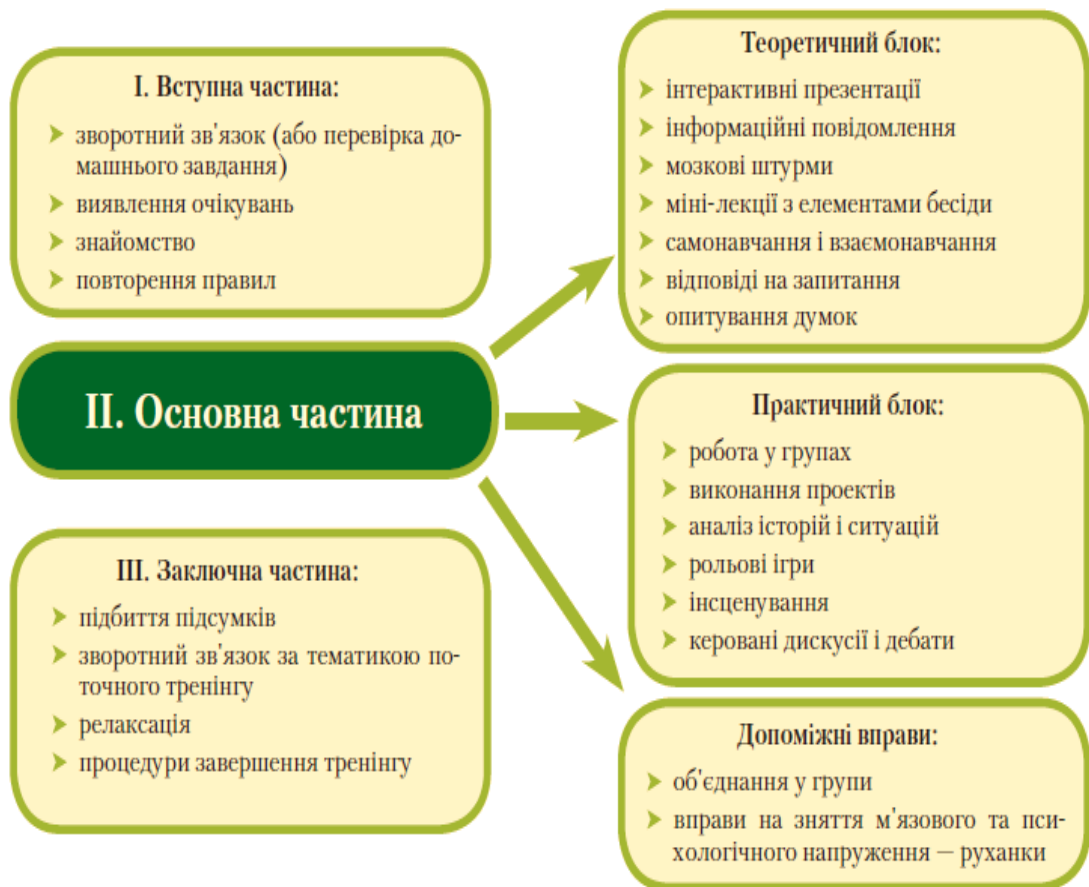 І. Вступна частина:
зворотний зв'язок (або перевірка до-
машнього завдання)
виявлення очікувань
знайомство
повторення правил
ІІ. Основна частина
ІІІ. Заключна частина:
підбиття підсумків
зворотний зв'язок за тематикою по-
точного тренінгу
релаксація
процедури завершення тренінгу
Теоретичний блок:
інтерактивні презентації
інформаційні повідомлення
мозкові штурми
міні-лекції з елементами бесіди
самонавчання і взаємонавчання
відповіді на запитання
опитування думок
Практичний блок:
робота у групах
виконання проектів
аналіз історій і ситуацій
рольові ігри
інсценування
керовані дискусії і дебати
Допоміжні вправи:
об'єднання у групи
вправи на зняття м'язового та пси-
хологічного напруження — руханки